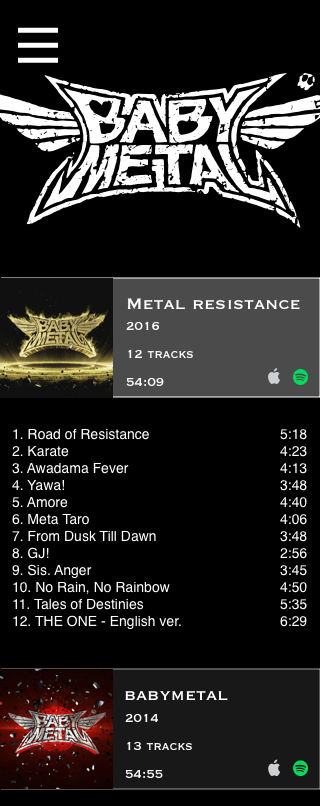 BABY
METAL
BABY
METAL
METAL RESISTANCE
2016
12 TRACKS
54:09
1. Road of Resistance 5:18
2. Karate 4:23
3. Awadama Fever 4:13
4. Yawa! 3:48
5. Amore 4:40
6. Meta Taro 4:06
7. From Dusk Till Dawn 3:48
8. GJ! 2:56
9. Sis. Anger 3:45
10. No Rain, No Rainbow 4:50
11. Tales of Destinies 5:35
12. THE ONE - English ver. 6:29
BABY
METAL
BABYMETAL
2014
13 TRACKS
54:55